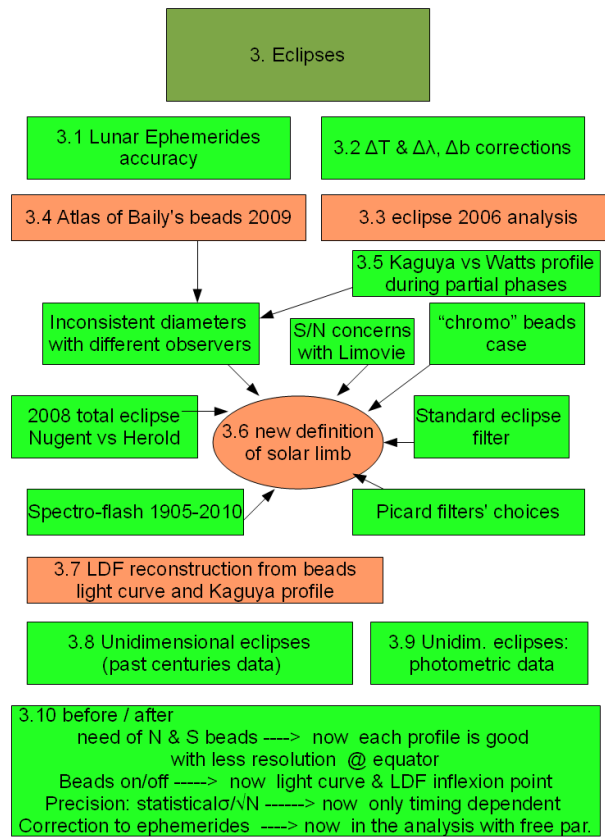 3. Eclipses
3.1 Lunar Ephemerides
accuracy
3.2 ΔT & Δλ, Δb corrections
3.4 Atlas of Baily's beads 2009
3.3 eclipse 2006 analysis
3.5 Kaguya vs Watts profile
during partial phases
Inconsistent diameters
with different observers
S/N concerns
with Limovie
“chromo” beads
case
2008 total eclipse
Nugent vs Herold
3.6 new definition
of solar limb
Standard eclipse
filter
Spectro-flash 1905-2010
Picard filters' choices
3.7 LDF reconstruction from beads
light curve and Kaguya profile
3.8 Unidimensional eclipses
(past centuries data)
3.9 Unidim. eclipses:
photometric data
3.10 before / after
need of N & S beads ----> now each profile is good
with less resolution @ equator
Beads on/off -----> now light curve & LDF inflexion point
Precision: statisticalσ/√N ------> now only timing dependent
Correction to ephemerides ----> now in the analysis with free par.